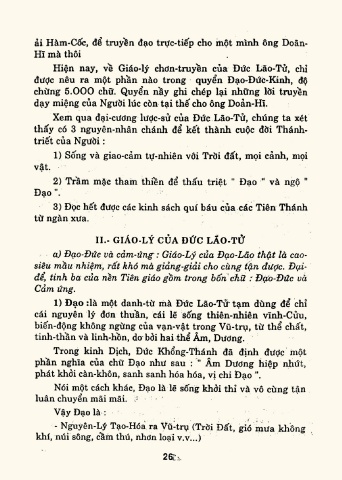 ải Hàm-Cốc, để truyền đạo trực-tiếp cho một mình ông Doãn-
Hĩ mà thôi
Hiện nay, về Giáo-lý chơn-truyền của Đức Lão-Tử, chỉ
được nêu ra một phần nào trong quyển Đạo-Đức-Kinh, độ
chừng 5.000 chữ. Quyển nầy ghi chép lại những lời truyền
dạy miệng của Người lúc còn tại thế cho ông Doản-Hĩ.
Xem qua đại-cương lược-sử của Đức Lão-Tử, chúng ta xét
thấy có 3 nguyên-nhân chánh để kết thành cuộc đời Thánh-
triết của Người :
1) Sống và giao-cảm tự-nhiên với Trời đất, mọi cảnh, mọi
vật.
2) Trầm mặc tham thiền để thấu triệt " Đạo " và ngộ "
Đạo ".
3) Đọc hết được các kinh sách quí báu của các Tiên Thánh
từ ngàn xưa.
II.- GIÁO-LÝ CỦA ĐỨC LÃO-TỬ
a) Đạo-Đức và cảm-ứng : Giáo-Lý của Đạo-Lão thật là cao-
siêu mầu nhiệm, rất khó mà giảng-giải cho cùng tận được. Đại-
để, tinh ba của nền Tiên giáo gồm trong bốn chữ : Đạo-Đức và
Cảm ứng.
1) Đạo :là một danh-từ mà Đức Lão-Tử tạm dùng để chỉ
cái nguyên lý đơn thuần, cái lẽ sống thiên-nhiên vĩnh-Cửu,
biến-động không ngừng của vạn-vật trong Vũ-trụ, từ thể chất,
tinh-thần và linh-hồn, do bởi hai thể Âm, Dương.
Trong kinh Dịch, Đức Khổng-Thánh đã định được một
phần nghĩa của chữ Đạo như sau : " Âm Dương hiệp nhứt,
phát khởi càn-khôn, sanh sanh hóa hóa, vị chi Đạo ".
Nói một cách khác, Đạo là lẽ sống khởi thỉ và vô cùng tận
luân chuyển mãi mãi.
Vậy Đạo là :
- Nguyên-Lý Tạo-Hóa ra Vũ-trụ (Trời Đất, gió mưa không
khí, núi sông, cầm thú, nhơn loại v.v...)
26